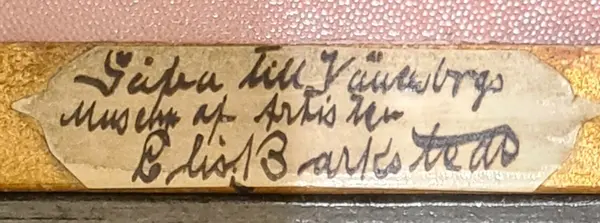 Gåfva till Vänersborgs
Museum af Artisten
Elis. Barkstedt